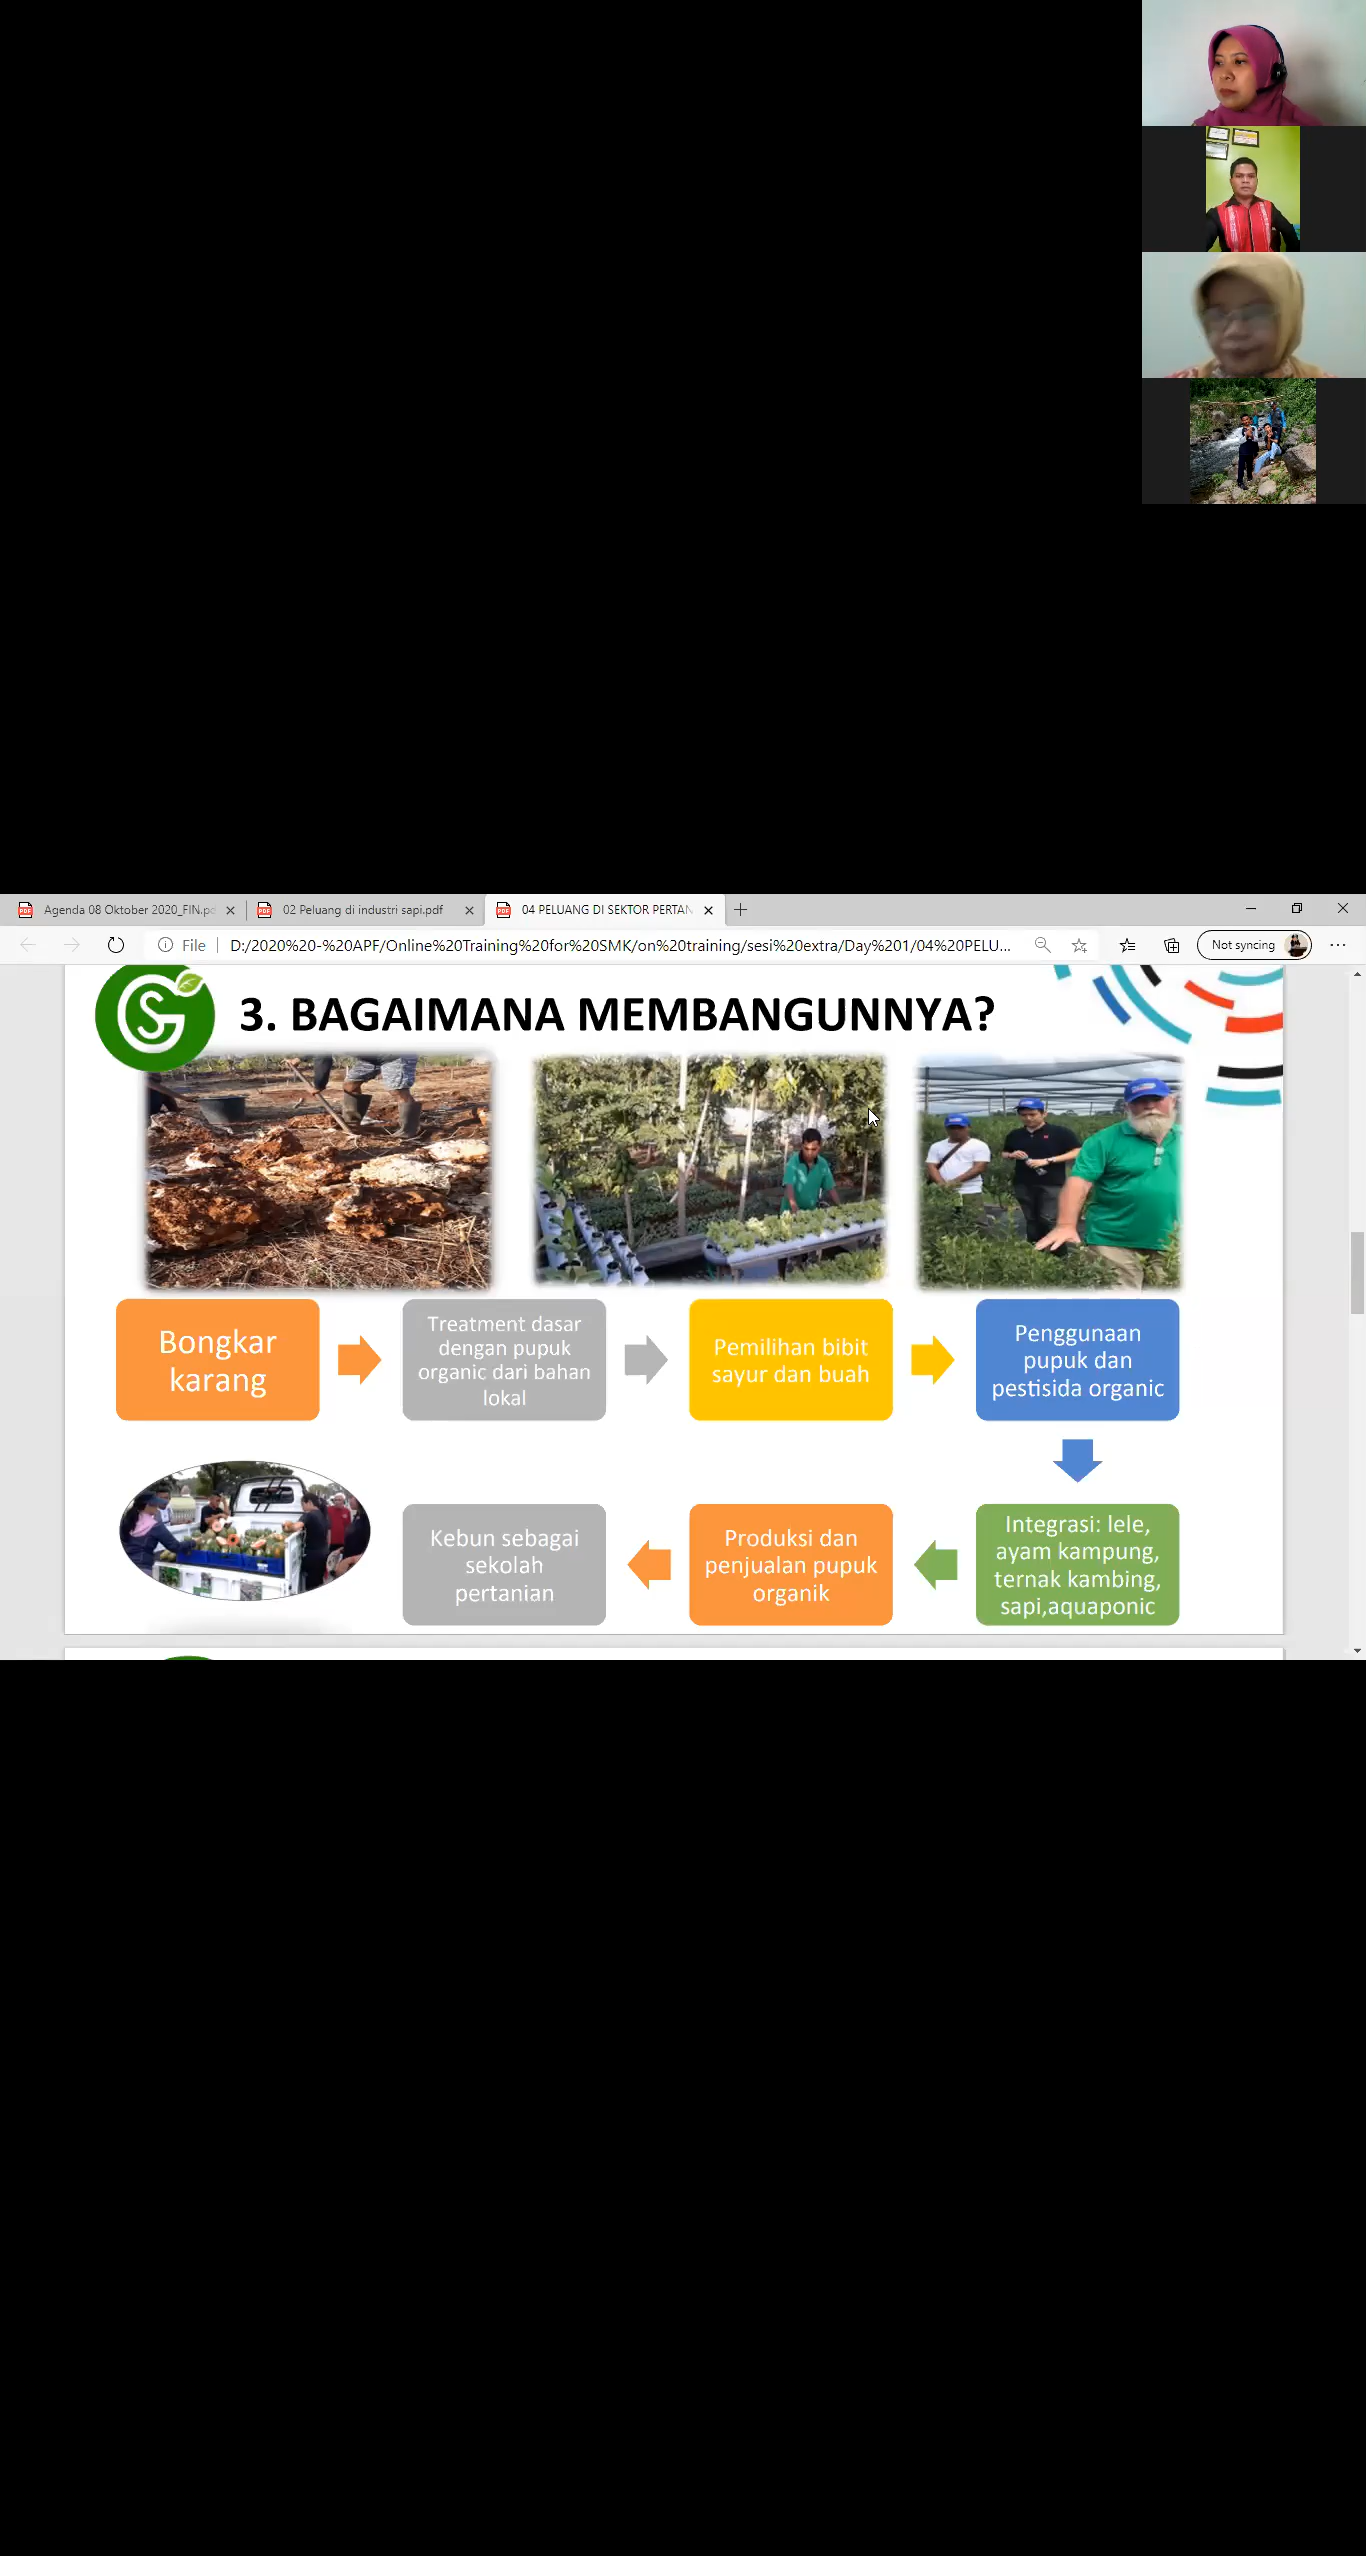 Agenda 08 Oktober 2020_FIN.pd
02 Peluang di industri sapi.pdf
04 PELUANG DI SEKTOR PERTAN
File
D:/2020%20-%20APF/Online%20Training%20for%20SMK/on%20training/sesi%20extra/Day%201/04%20PELU...
Not syncing
SG
3. BAGAIMANA MEMBANGUNNYA?
Bongkar
karang
Treatment dasar
dengan pupuk
organic dari bahan
lokal
Pemilihan bibit
sayur dan buah
Penggunaan
pupuk dan
pestisida organic
Integrasi: lele,
ayam kampung,
ternak kambing,
sapi,aquaponic
Produksi dan
penjualan pupuk
organik
Kebun sebagai
sekolah
pertanian